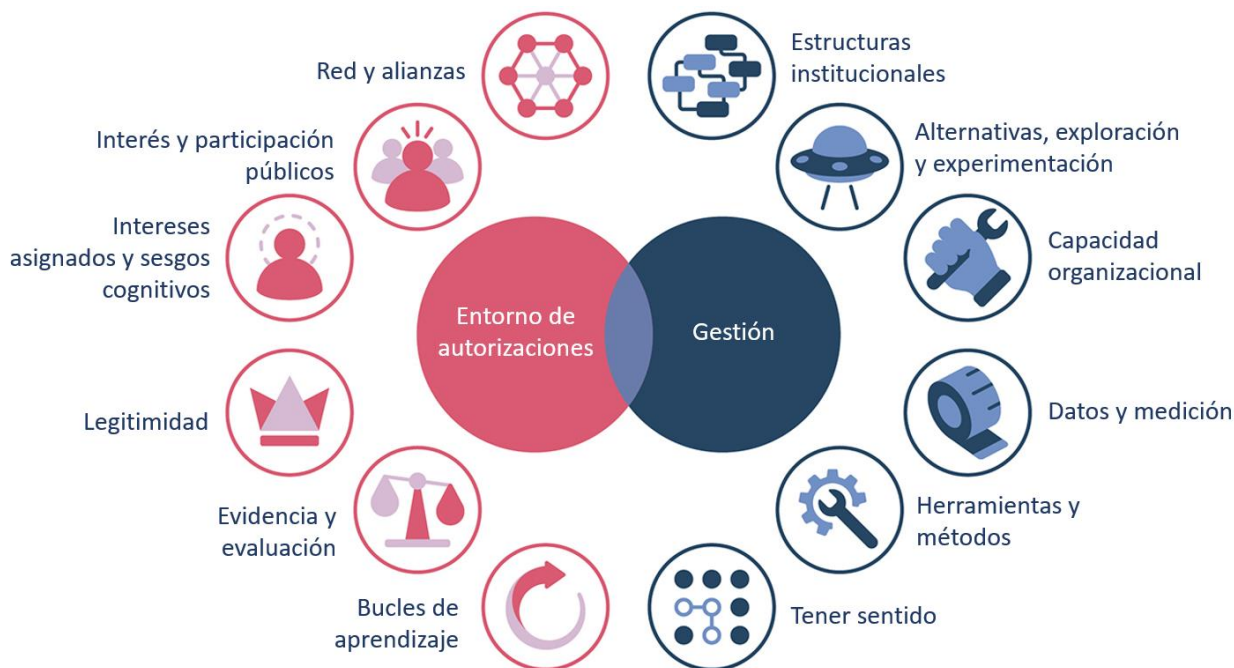 Red y alianzas
Interés y participación
públicos
Intereses
asignados y sesgos
cognitivos
Legitimidad
Evidencia y
evaluación
Bucles de
aprendizaje
Entorno de
autorizaciones
Gestión
Estructuras
institucionales
Alternativas, exploración
y experimentación
Capacidad
organizacional
Datos y medición
Herramientas y
métodos
Tener sentido